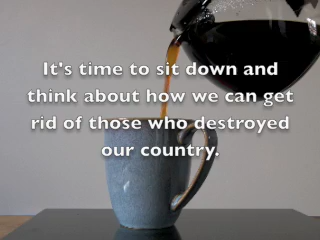 It's time to sit down and
think about how we can get
rid of those who destroyed
our country.